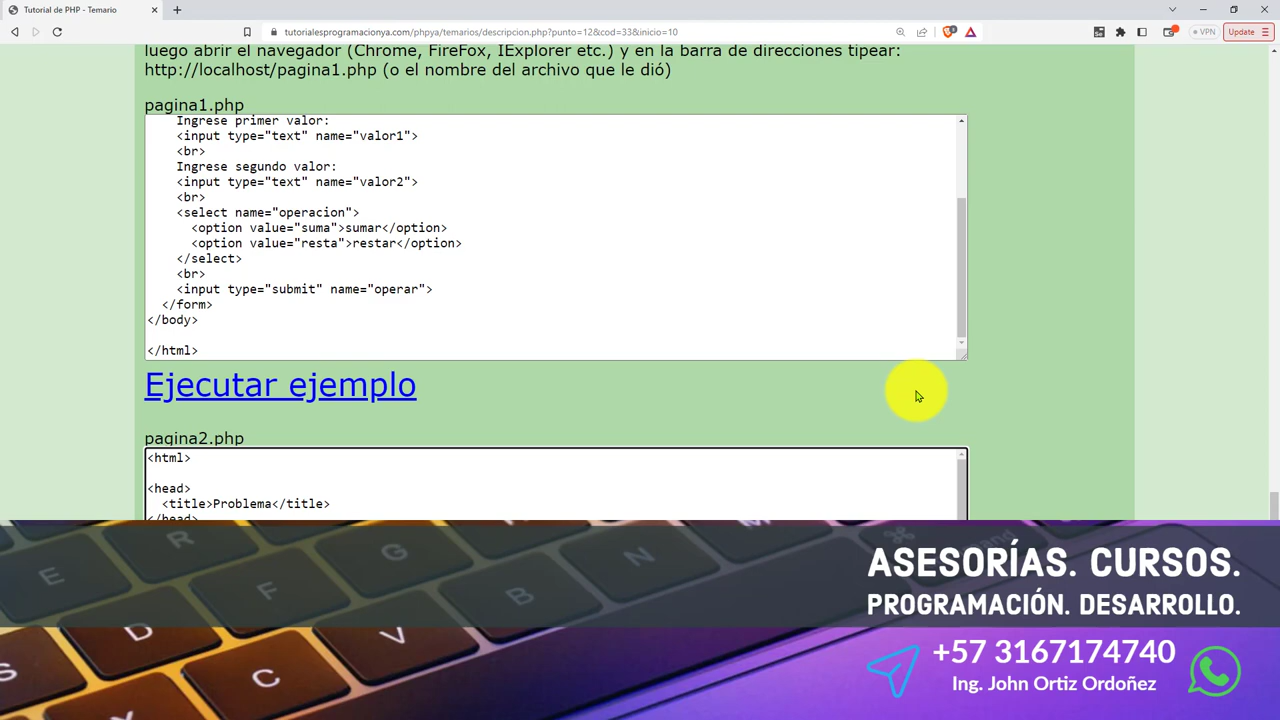 Tutorial de PHP - Temario
tutorialesprogramacionya.com/phpya/temarios/descripcion.php?punto=12&cod=33&inicio=10
VPN
Update
luego abrir el navegador (Chrome, FireFox, IExplorer etc.) y en la barra de direcciones tipear:
http://localhost/pagina1.php (o el nombre del archivo que le dió)
pagina1.php
Ingrese primer valor:
<input type="text" name="valor1">
<br>
Ingrese segundo valor:
<input type="text" name="valor2">
<br>
<select name="operacion">
<option value="suma">sumar</option>
<option value="resta">restar</option>
</select>
<br>
<input type="submit" name="operar">
</form>
</body>
</html>
Ejecutar ejemplo
pagina2.php
<html>
<head>
<title>Problema</title>
</head>
ASESORÍAS. CURSOS.
PROGRAMACIÓN. DESARROLLO.
+57 3167174740
Ing. John Ortiz Ordoñez